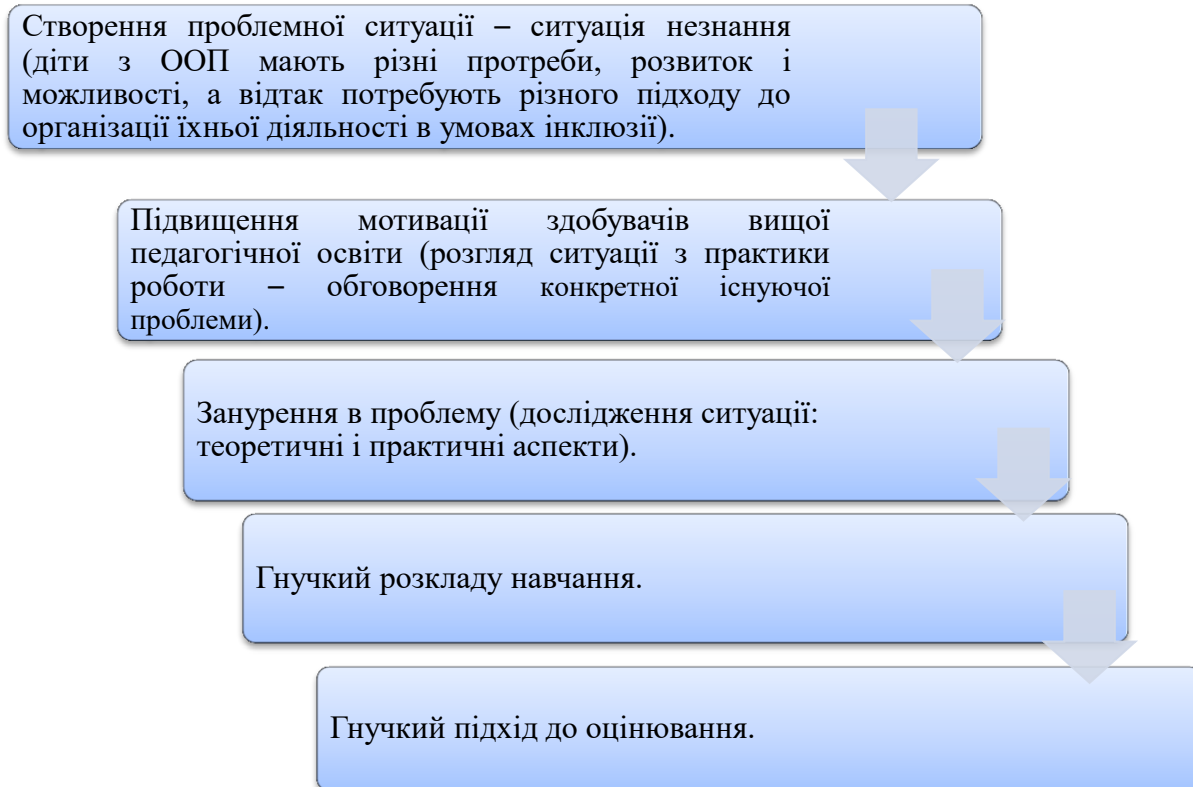 Створення проблемної ситуації – ситуація незнання
(діти з ООП мають різні протреби, розвиток і
можливості, а відтак потребують різного підходу до
організації їхньої діяльності в умовах інклюзії).
Підвищення мотивації здобувачів вищої
педагогічної освіти (розгляд ситуації з практики
роботи – обговорення конкретної існуючої
проблеми).
Занурення в проблему (дослідження ситуації:
теоретичні і практичні аспекти).
Гнучкий розкладу навчання.
Гнучкий підхід до оцінювання.